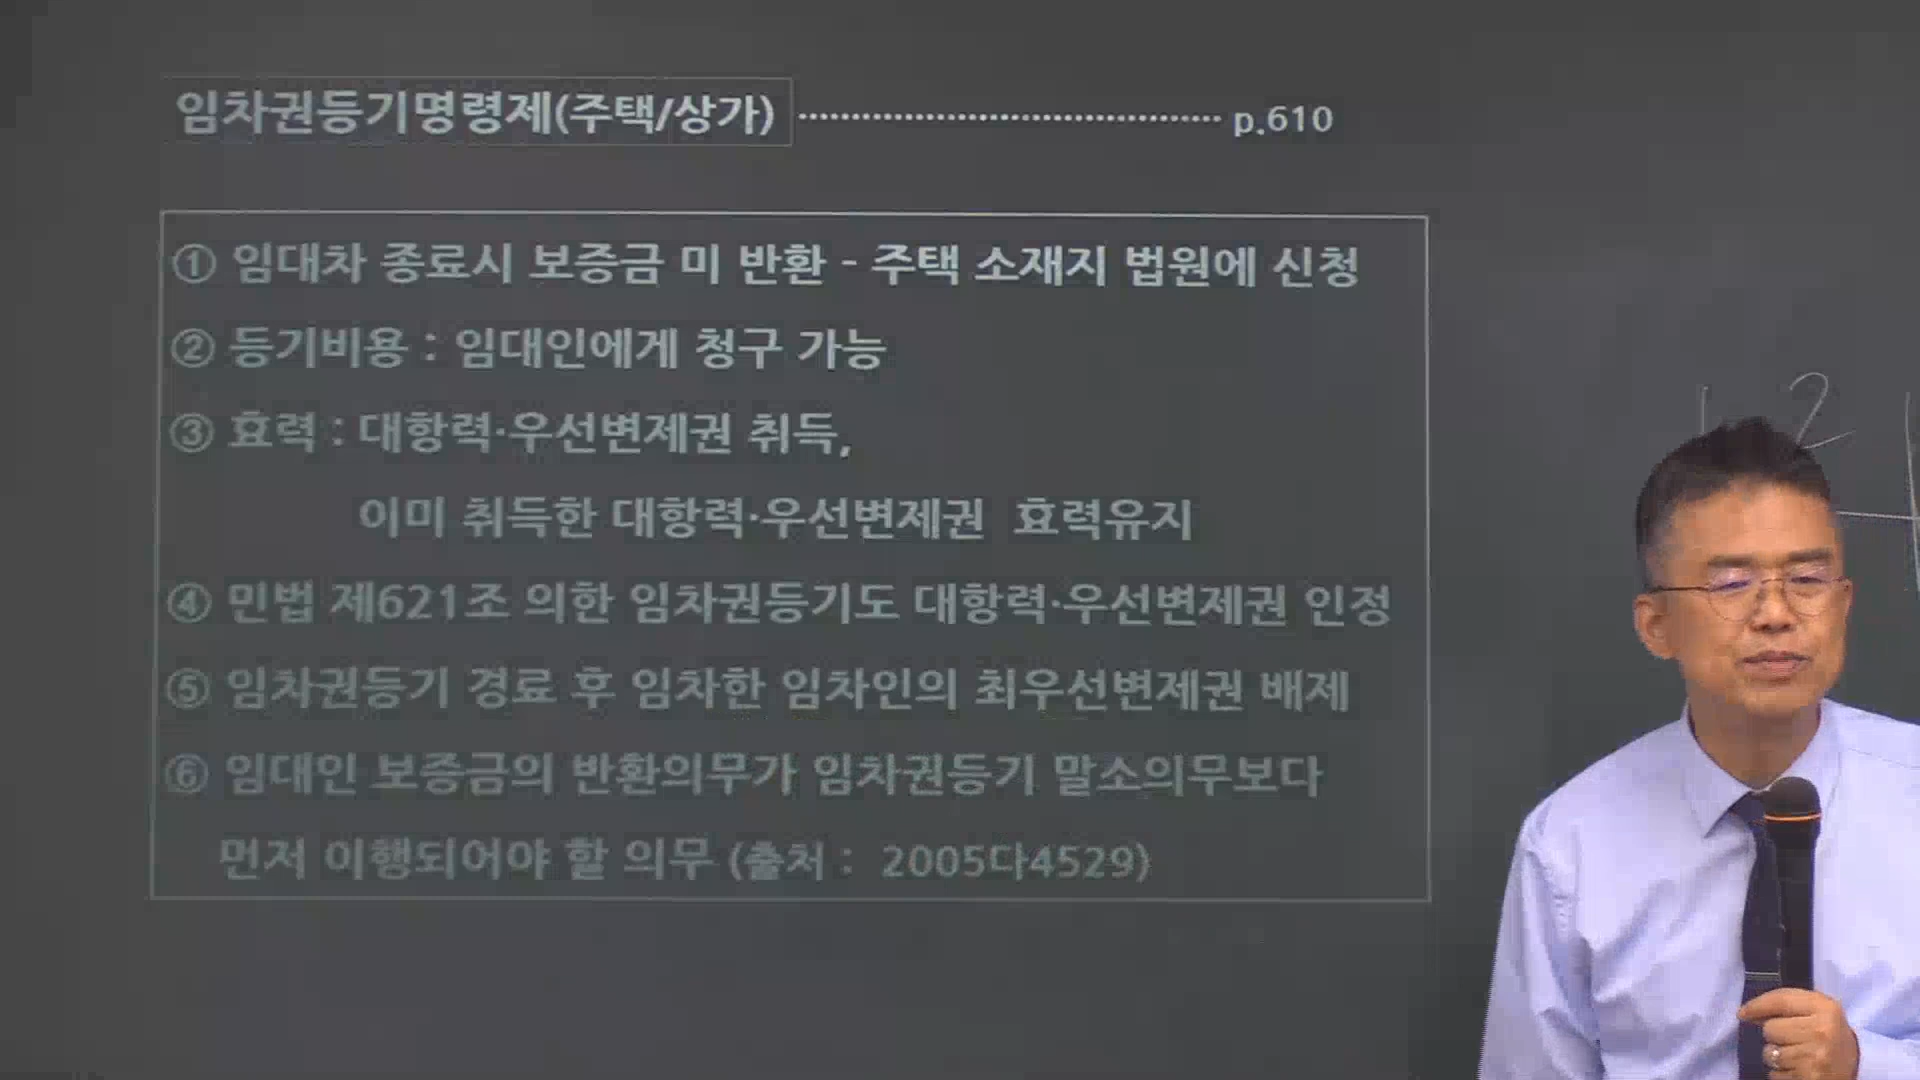 임차권등기명령제(주택/상가) ········· p.610
① 임대차 종료시 보증금 미 반환 - 주택 소재지 법원에 신청
② 등기비용 : 임대인에게 청구 가능
③ 효력 : 대항력·우선변제권 취득,
이미 취득한 대항력·우선변제권 효력유지
④ 민법 제621조 의한 임차권등기도 대항력·우선변제권 인정
⑤ 임차권등기 경료 후 임차한 임차인의 최우선변제권 배제
⑥ 임대인 보증금의 반환의무가 임차권등기 말소의무보다
먼저 이행되어야 할 의무 (출처 : 2005다4529)
1 2